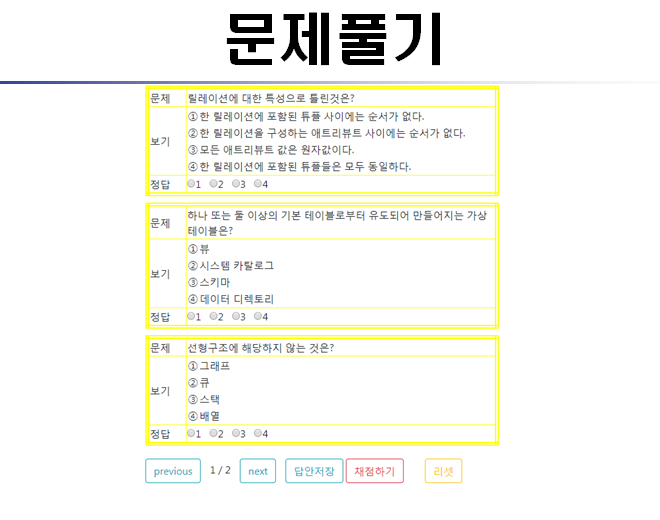 문제풀기
문제 릴레이션에 대한 특성으로 틀린것은?
보기
① 한 릴레이션에 포함된 튜플 사이에는 순서가 없다.
② 한 릴레이션을 구성하는 애트리뷰트 사이에는 순서가 없다.
③ 모든 애트리뷰트 값은 원자값이다.
④ 한 릴레이션에 포함된 튜플들은 모두 동일하다.
정답 1 2 3 4
문제
하나 또는 둘 이상의 기본 테이블로부터 유도되어 만들어지는 가상
테이블은?
보기
① 뷰
② 시스템 카탈로그
③ 스키마
④ 데이터 디렉토리
정답 1 2 3 4
문제 선형구조에 해당하지 않는 것은?
보기
① 그래프
② 큐
③ 스택
④ 배열
정답 1 2 3 4
previous 1 / 2 next 답안저장 채점하기 리셋